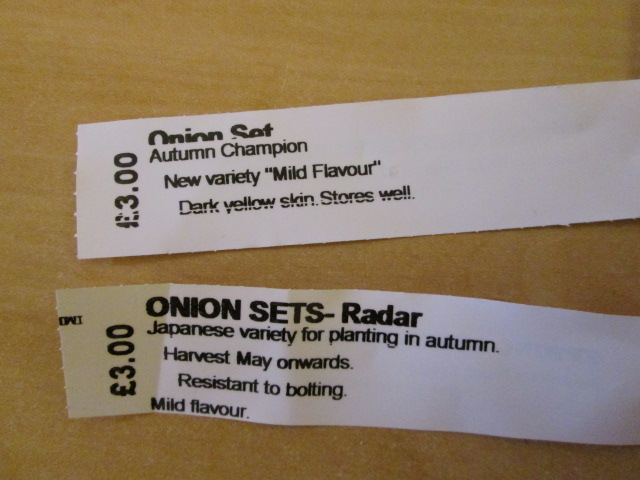 Onion Set
Autumn Champion
New variety "Mild Flavour"
Dark yellow skin. Stores well.
£3.00
ONION SETS- Radar
Japanese variety for planting in autumn.
Harvest May onwards.
Resistant to bolting.
Mild flavour.
£3.00